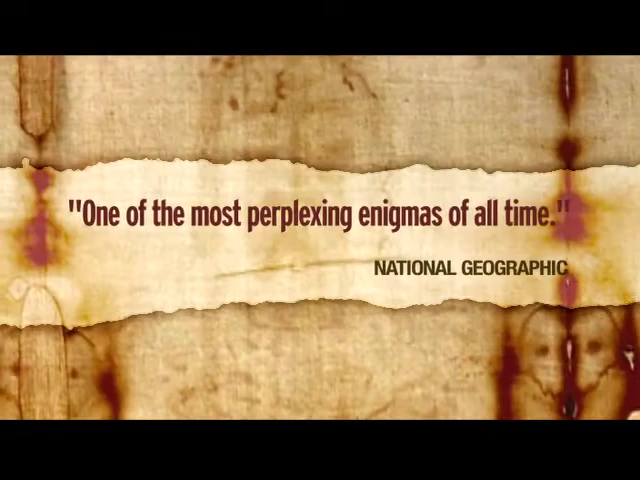 "One of the most perplexing enigmas of all time."
NATIONAL GEOGRAPHIC